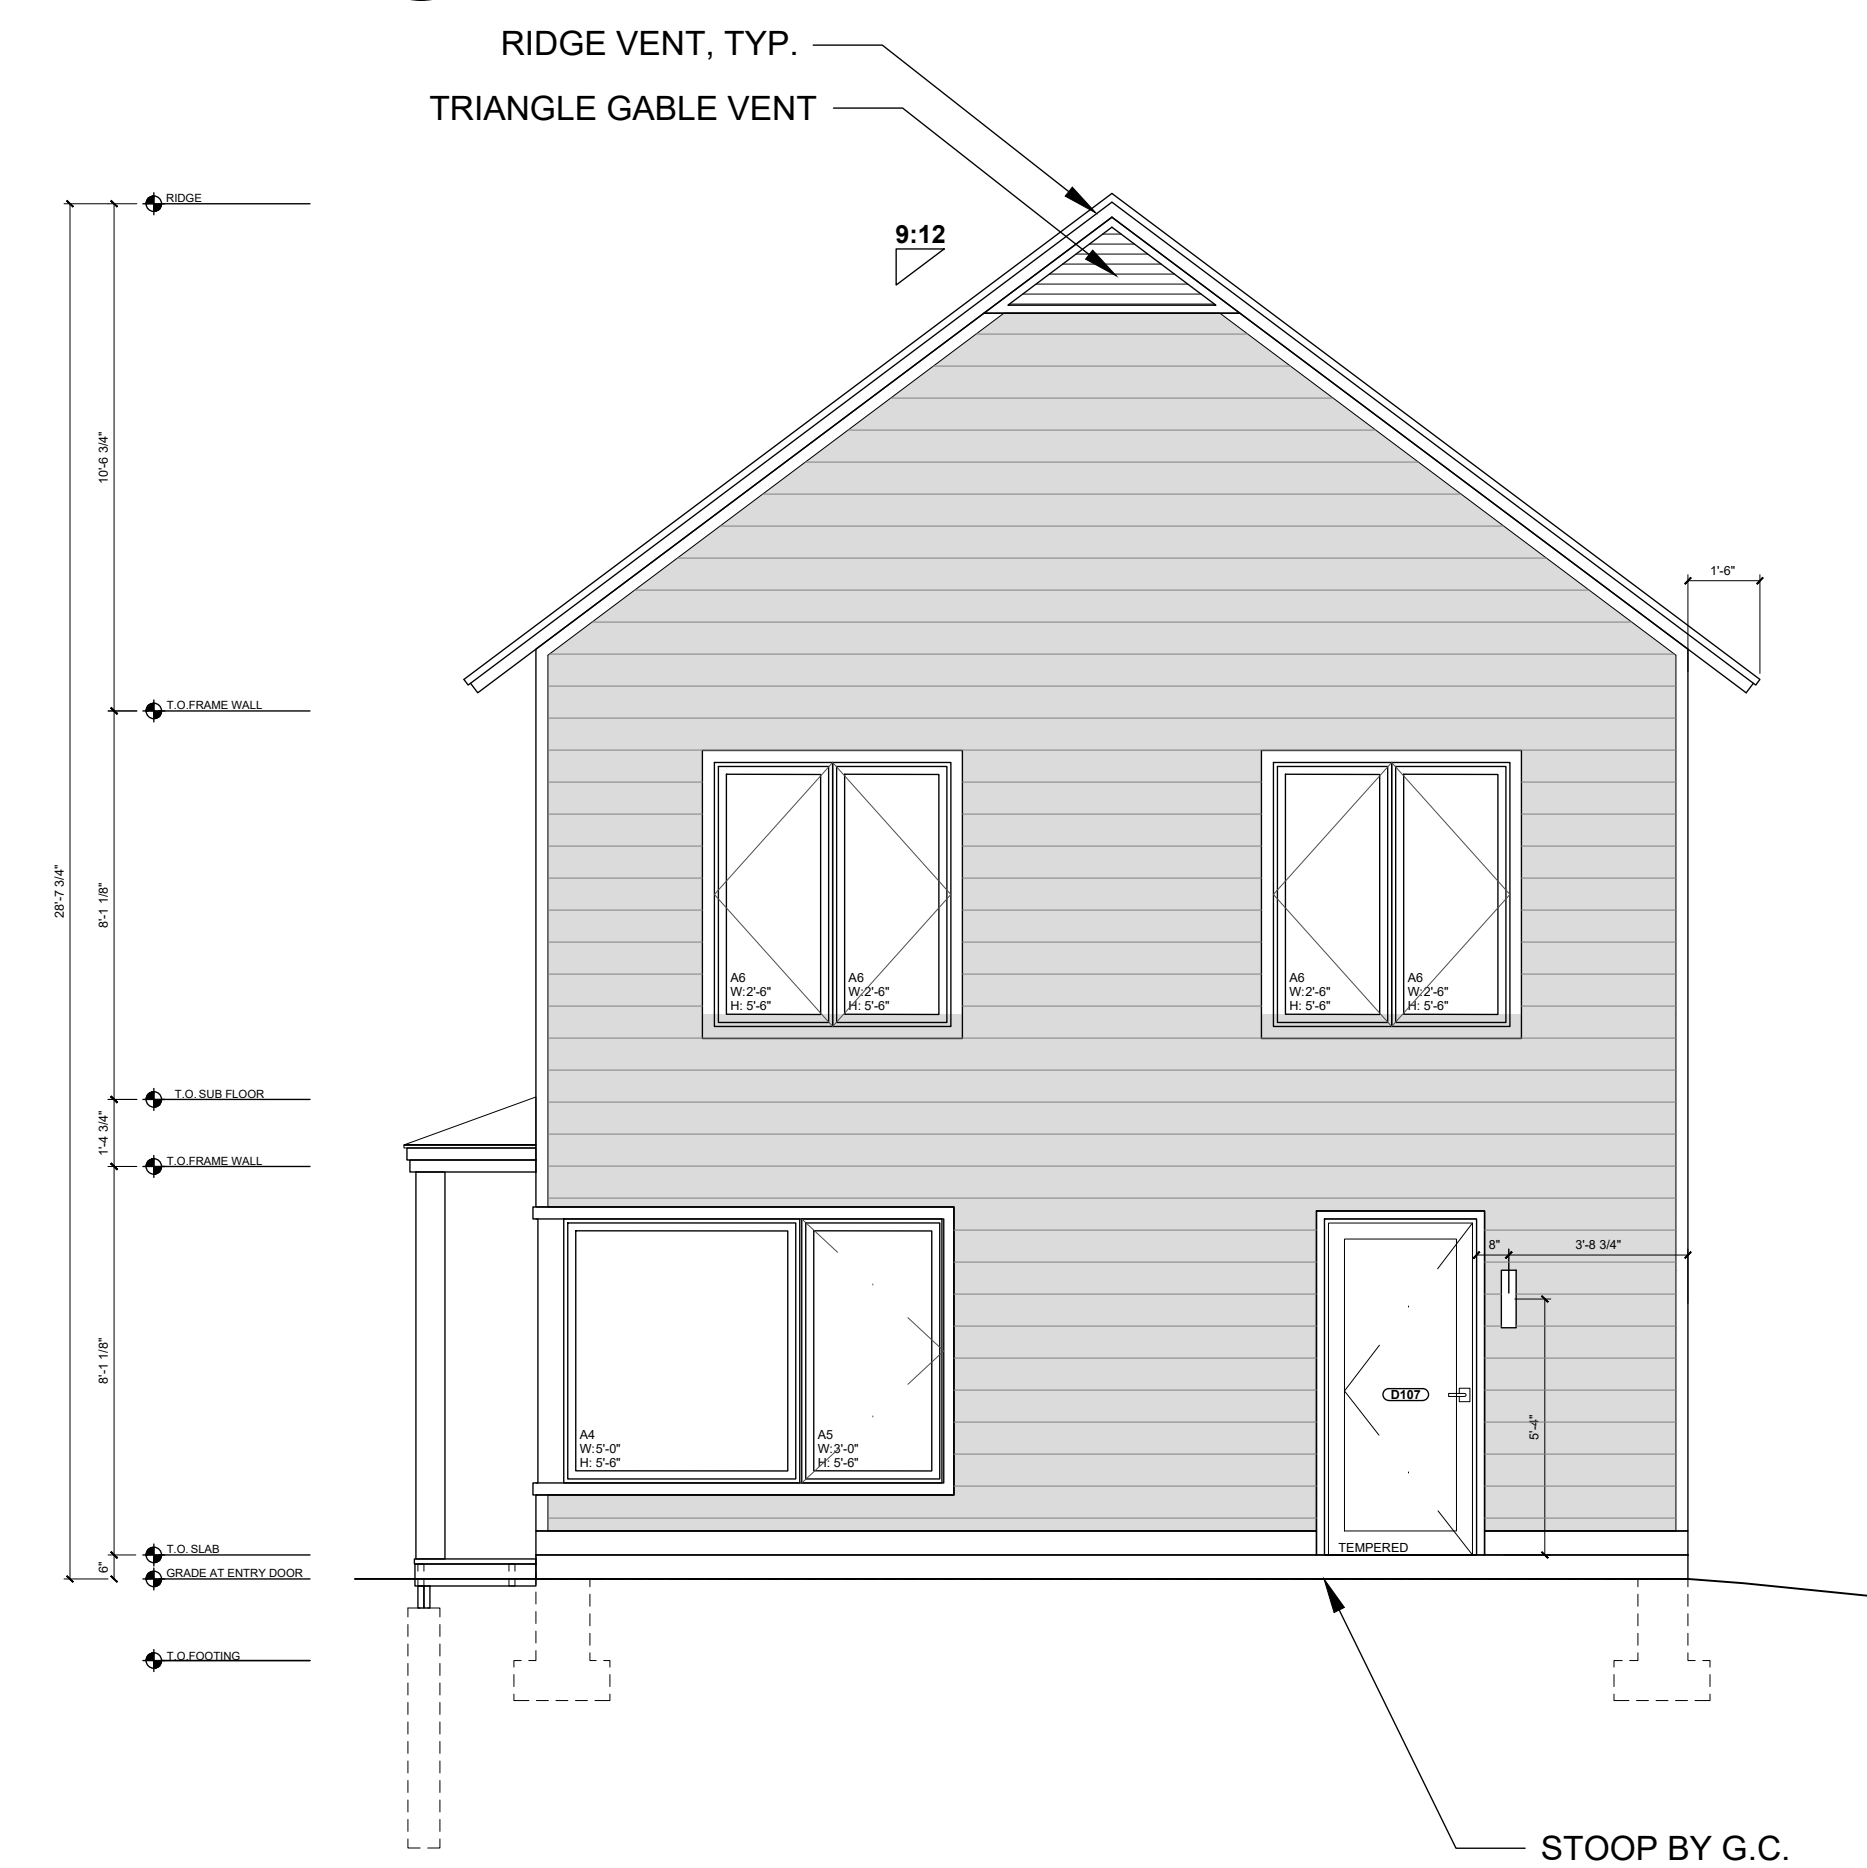 RIDGE VENT, TYP.
TRIANGLE GABLE VENT
RIDGE
9:12
10'-6 3/4"
1'-6"
T.O.FRAME WALL
28'-7 3/4"
8'-1 1/8"
A6
W:2'-6"
H: 5'-6"
A6
W:2'-6"
H: 5'-6"
A6
W:2'-6"
H: 5'-6"
A6
W:2'-6"
H: 5'-6"
T.O. SUB FLOOR
1'-4 3/4"
T.O.FRAME WALL
8"
3'-8 3/4"
8'-1 1/8"
D107
5'-4"
A4
W:5'-0"
H: 5'-6"
A5
W:3'-0"
H: 5'-6"
TEMPERED
T.O. SLAB
6"
GRADE AT ENTRY DOOR
T.O.FOOTING
STOOP BY G.C.